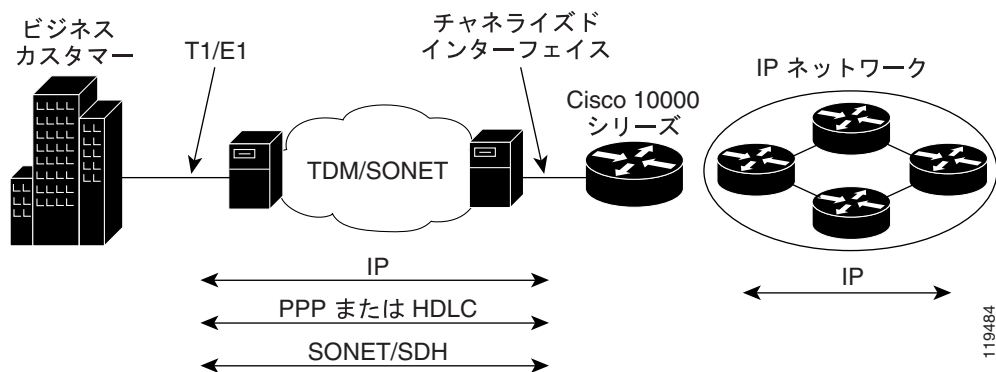 ビジネス
カスタマー
T1/E1
チャネライズド
インターフェイス
Cisco 10000
シリーズ
IP ネットワーク
TDM/SONET
IP
PPP または HDLC
SONET/SDH
IP
119484